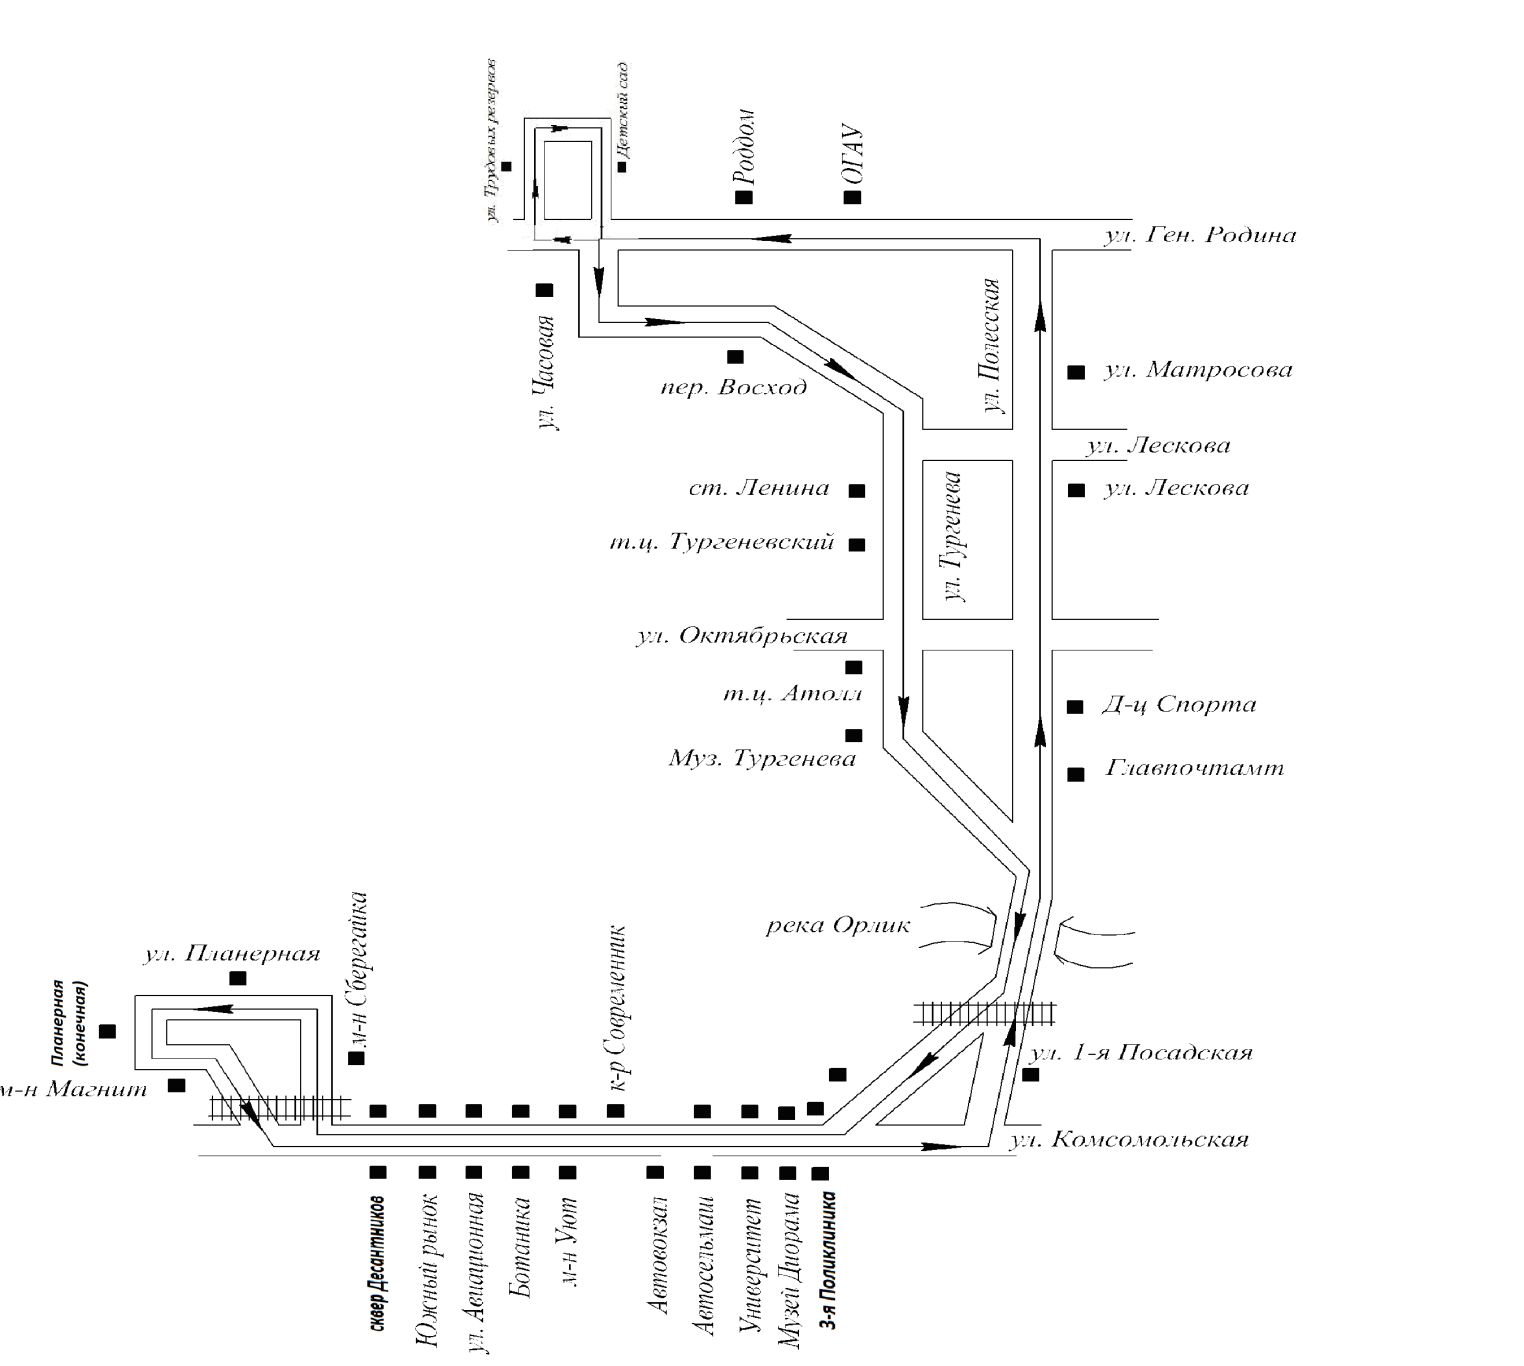 ул. Трудовых резервов
Детский сад
Роддом
ОГАУ
ул. Ген. Родина
ул. Часовая
пер. Восход
ул. Полесская
ул. Матросова
ул. Лескова
ст. Ленина
ул. Лескова
т.ц. Тургеневский
ул. Тургенева
ул. Октябрьская
т.ц. Атолл
Д-ц Спорта
Муз. Тургенева
Главпочтамт
река Орлик
ул. Планерная
м-н Сберегайка
к-р Современник
Планерная
(конечная)
м-н Магнит
ул. 1-я Посадская
ул. Комсомольская
сквер Десантников
Южный рынок
ул. Авиационная
Ботаника
м-н Уют
Автовокзал
Автосельмаш
Университет
Музей Диорама
3-я Поликлиника